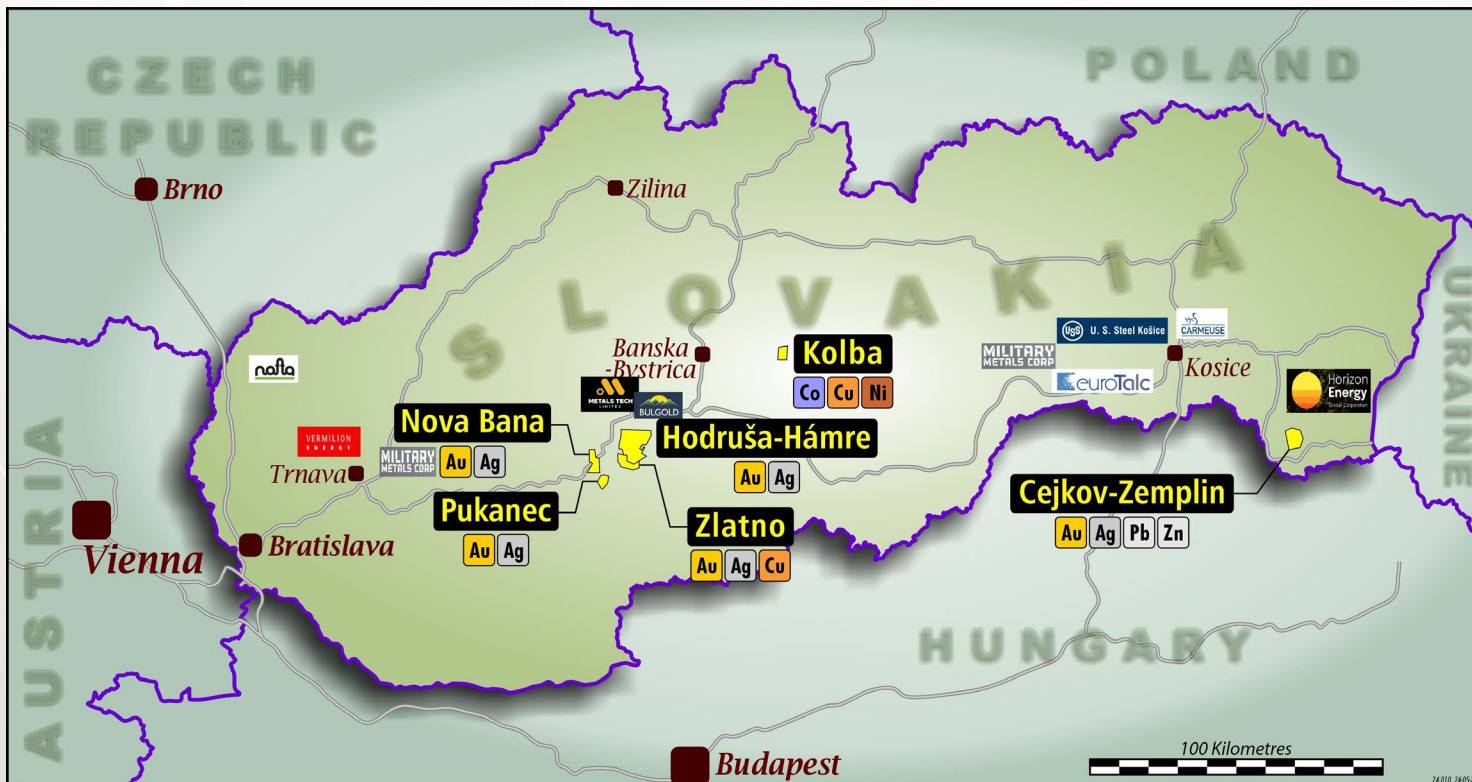 CZECH
REPUBLIC
POLAND
Brno
Zilina
UKRAINE
SLOVAKIA
nafta
Banska
-Bystrica
METALS TECH
LIMITED
BULGOLD
Kolba
Co Cu Ni
MILITARY
METALS CORP
USS U. S. Steel Košice
CARMEUSE
euroTalc
Kosice
Horizon
Energy
Global Corporation
AUSTRIA
VERMILION
ENERGY
Trnava
MILITARY
METALS CORP
Nova Bana
Au Ag
Hodruša-Hámre
Au Ag
Pukanec
Au Ag
Zlatno
Au Ag Cu
Cejkov-Zemplin
Au Ag Pb Zn
Vienna
Bratislava
HUNGARY
Budapest
100 Kilometres